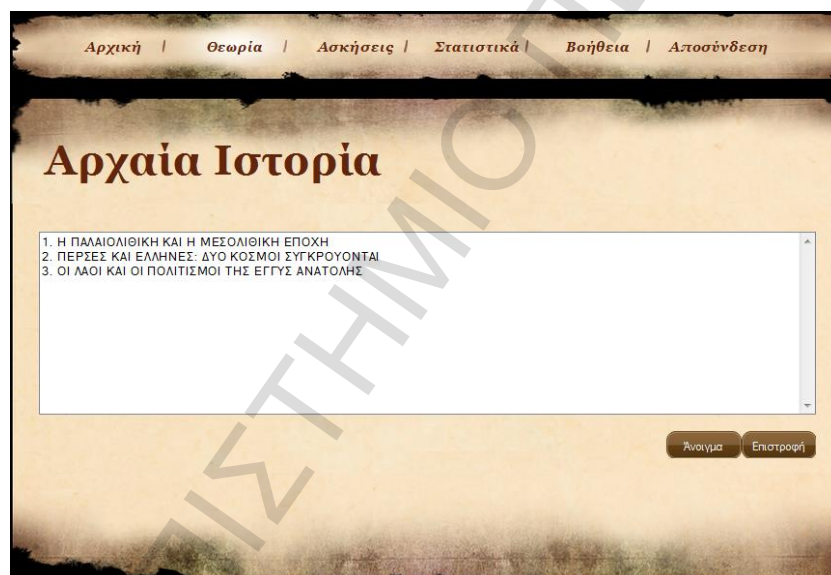 Αρχική | Θεωρία | Ασκήσεις | Στατιστικά | Βοήθεια | Αποσύνδεση
Αρχαία Ιστορία
1. Η ΠΑΛΑΙΟΛΙΘΙΚΗ ΚΑΙ Η ΜΕΣΟΛΙΘΙΚΗ ΕΠΟΧΗ
2. ΠΕΡΣΕΣ ΚΑΙ ΕΛΛΗΝΕΣ: ΔΥΟ ΚΟΣΜΟΙ ΣΥΓΚΡΟΥΟΝΤΑΙ
3. ΟΙ ΛΑΟΙ ΚΑΙ ΟΙ ΠΟΛΙΤΙΣΜΟΙ ΤΗΣ ΕΓΓΥΣ ΑΝΑΤΟΛΗΣ
Άνοιγμα Επιστροφή